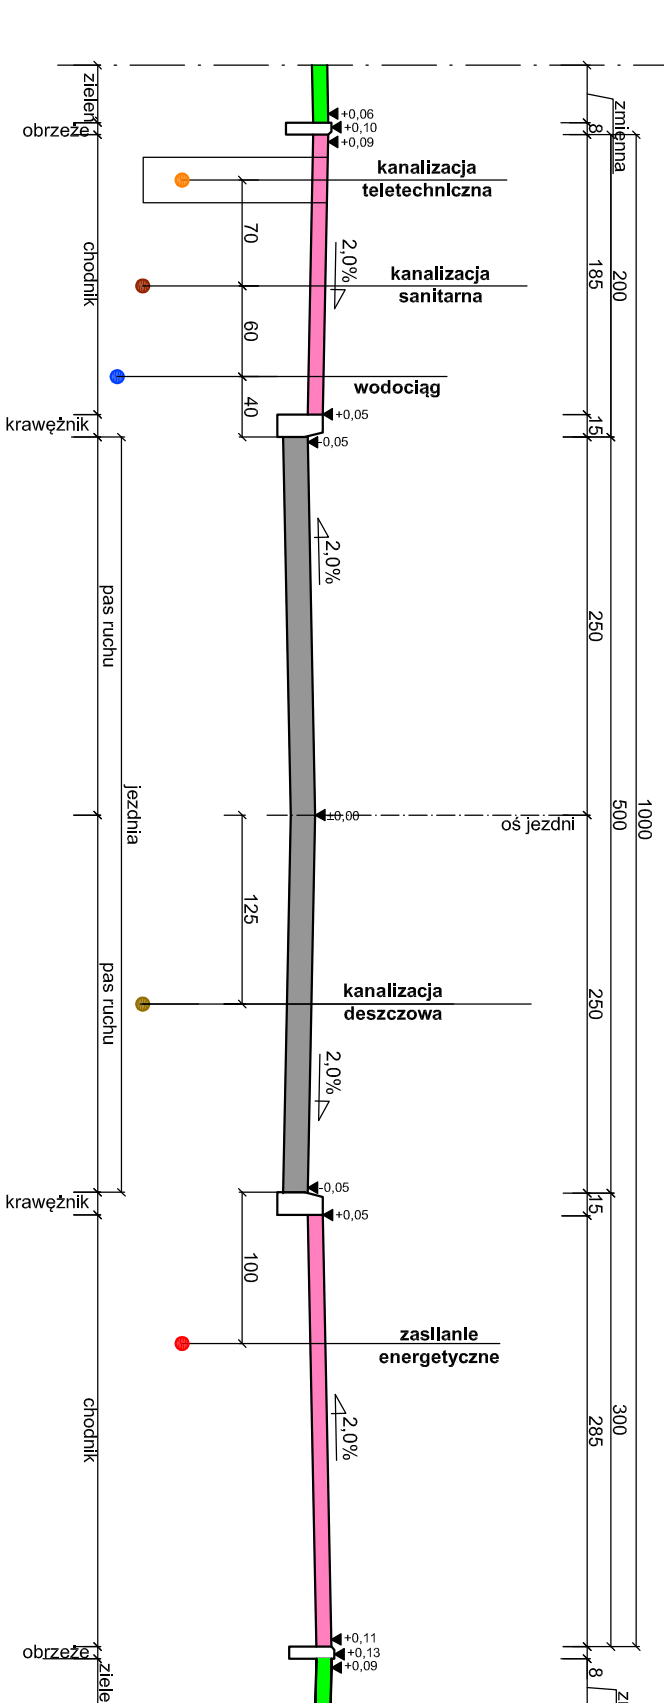 zieleń
zmienna
+0,06
obrzeże
+0,10
8
+0,09
kanalizacja
teletechniczna
70
chodnik
2,0%
kanalizacja
sanitarna
185
200
60
wodociąg
40
krawężnik
+0,05
15
-0,05
2,0%
pas ruchu
250
jezdnia
±0,00
oś jezdni
500
1000
125
pas ruchu
kanalizacja
deszczowa
250
2,0%
krawężnik
-0,05
+0,05
15
100
zasilanie
energetyczne
chodnik
2,0%
285
300
+0,11
obrzeże
+0,13
+0,09
8